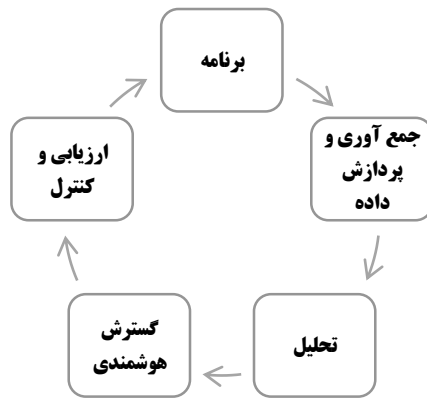 برنامه
جمع آوری و
پردازش
داده
تحلیل
گسترش
هوشمندی
ارزیابی و
کنترل